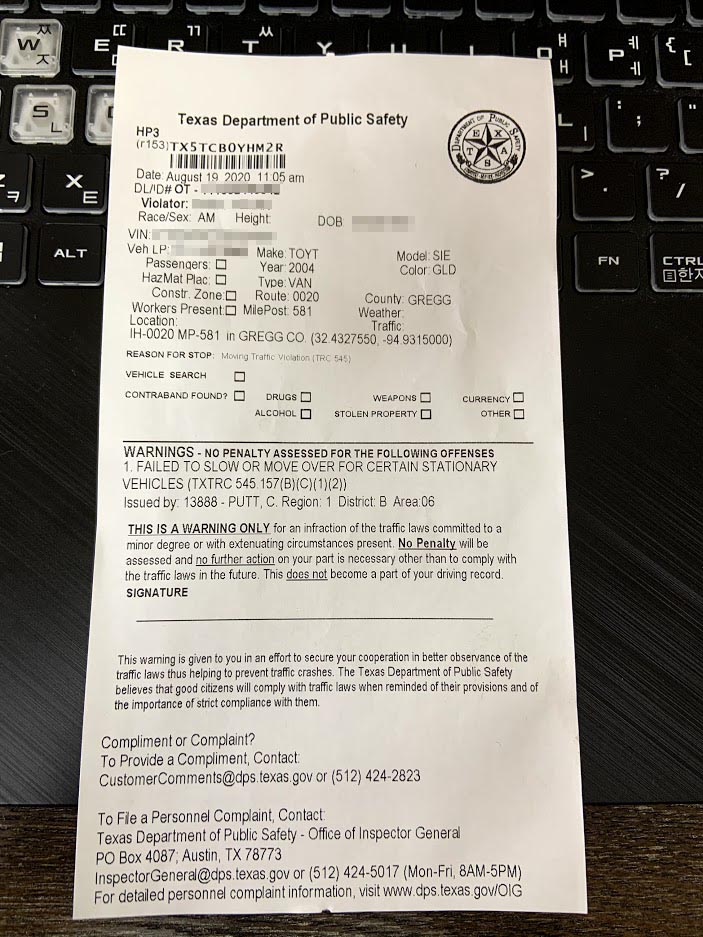 ㅉ
W
ㅈ
E
ㄸ
ㄷ
R
ㄲ
T
ㅆ
Y
U
I
ㅒ
ㅐ
P
ㅖ
ㅔ
{
[
S
ㄴ
L
:
;
"
X
ㅌ
ㅋ
>
.
?
/
ALT
FN
CTRL
한자
Texas Department of Public Safety
DEPARTMENT OF PUBLIC SAFETY
TEXAS
HP3
(r153)TX5TCB0YHM2R
Date: August 19, 2020 11:05 am
DL/ID# OT -
Violator:
Race/Sex: AM Height: DOB
VIN:
Veh LP: Make: TOYT Model: SIE
Passengers: Year: 2004 Color: GLD
HazMat Plac: Type: VAN
Constr. Zone: Route: 0020 County: GREGG
Workers Present: MilePost: 581 Weather:
Location: Traffic:
IH-0020 MP-581 in GREGG CO. (32.4327550, -94.9315000)
REASON FOR STOP: Moving Traffic Violation (TRC 545)
VEHICLE SEARCH
CONTRABAND FOUND? DRUGS WEAPONS CURRENCY
ALCOHOL STOLEN PROPERTY OTHER
WARNINGS - NO PENALTY ASSESSED FOR THE FOLLOWING OFFENSES
1. FAILED TO SLOW OR MOVE OVER FOR CERTAIN STATIONARY
VEHICLES (TXTRC 545.157(B)(C)(1)(2))
Issued by: 13888 - PUTT, C. Region: 1 District: B Area:06
THIS IS A WARNING ONLY for an infraction of the traffic laws committed to a
minor degree or with extenuating circumstances present. No Penalty will be
assessed and no further action on your part is necessary other than to comply with
the traffic laws in the future. This does not become a part of your driving record.
SIGNATURE
This warning is given to you in an effort to secure your cooperation in better observance of the
traffic laws thus helping to prevent traffic crashes. The Texas Department of Public Safety
believes that good citizens will comply with traffic laws when reminded of their provisions and of
the importance of strict compliance with them.
Compliment or Complaint?
To Provide a Compliment, Contact:
CustomerComments@dps.texas.gov or (512) 424-2823
To File a Personnel Complaint, Contact:
Texas Department of Public Safety - Office of Inspector General
PO Box 4087; Austin, TX 78773
InspectorGeneral@dps.texas.gov or (512) 424-5017 (Mon-Fri, 8AM-5PM)
For detailed personnel complaint information, visit www.dps.texas.gov/OIG